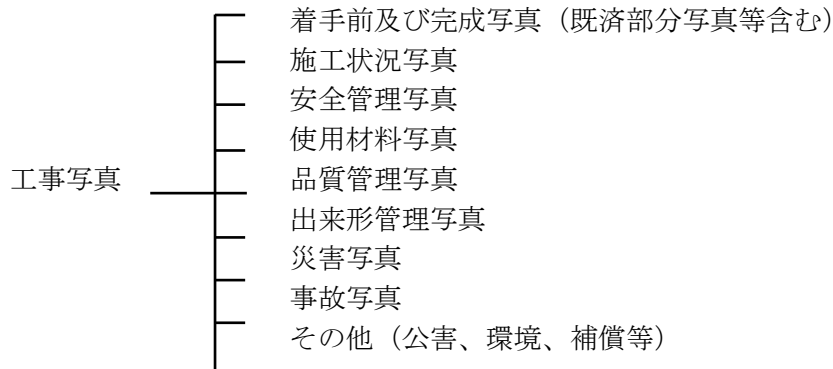 着手前及び完成写真（既済部分写真等含む）
施工状況写真
安全管理写真
使用材料写真
工事写真
品質管理写真
出来形管理写真
災害写真
事故写真
その他（公害、環境、補償等）